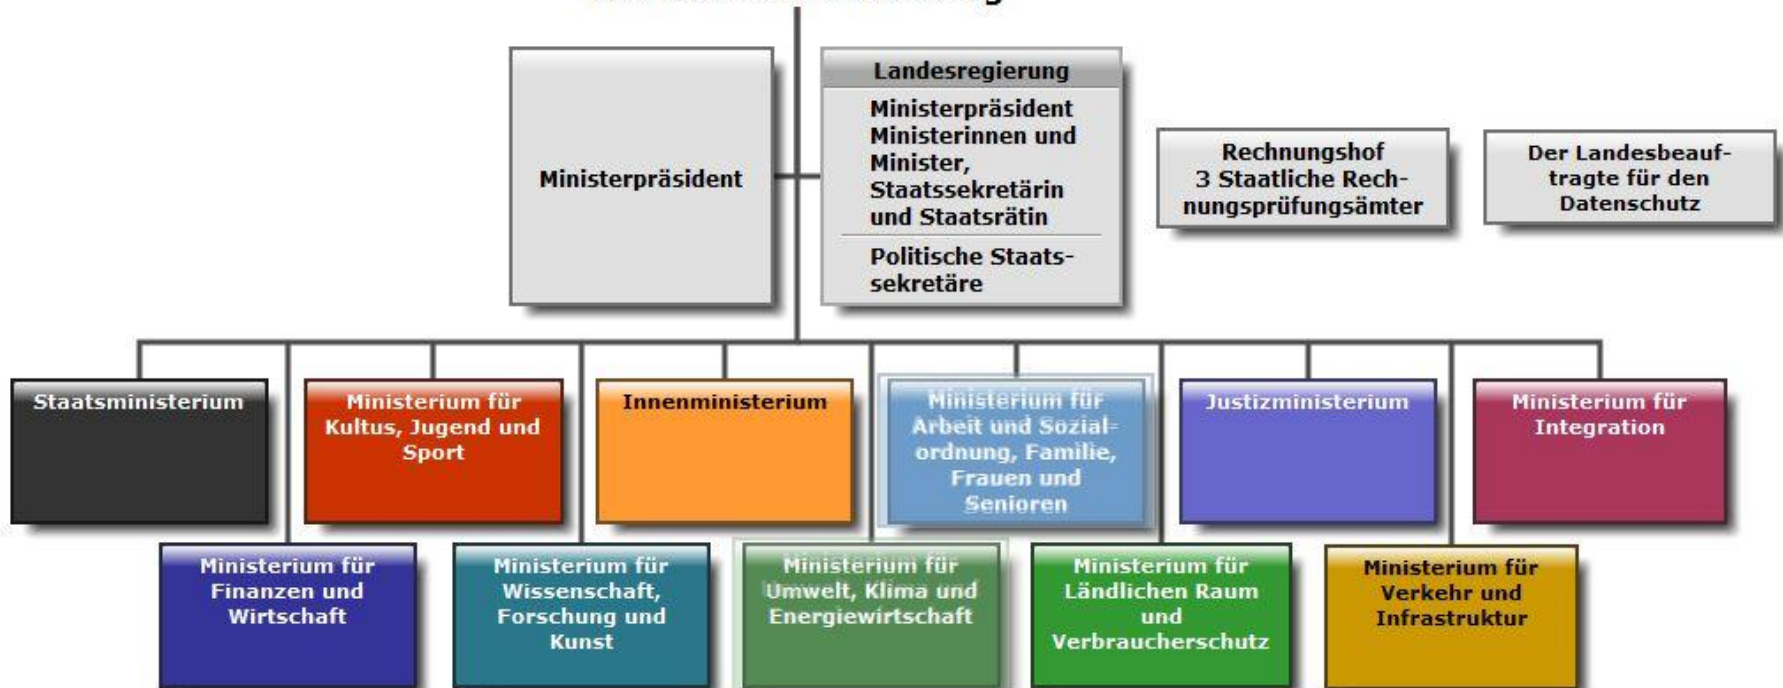 Ministerpräsident
Landesregierung
Ministerpräsident
Ministerinnen und
Minister,
Staatssekretärin
und Staatsrätin
Politische Staats-
sekretäre
Rechnungshof
3 Staatliche Rech-
nungsprüfungsämter
Der Landesbeauf-
tragte für den
Datenschutz
Staatsministerium
Ministerium für
Kultus, Jugend und
Sport
Innenministerium
Ministerium für
Arbeit und Sozial-
ordnung, Familie,
Frauen und
Senioren
Justizministerium
Ministerium für
Integration
Ministerium für
Finanzen und
Wirtschaft
Ministerium für
Wissenschaft,
Forschung und
Kunst
Ministerium für
Umwelt, Klima und
Energiewirtschaft
Ministerium für
Ländlichen Raum
und
Verbraucherschutz
Ministerium für
Verkehr und
Infrastruktur